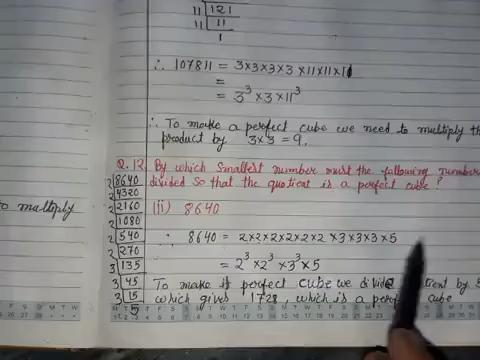 11 | 121
11 | 11
1
∴ 107811 = 3×3×3×3×11×11×11
=
= 3³ × 3 × 11³
∴ To make a perfect cube we need to multiply the
product by 3×3 = 9.
Q.12 By which smallest number must the following number
divided so that the quotient is a perfect cube?
(ii) 8640
to multiply
2 | 8640
2 | 4320
2 | 2160
2 | 1080
2 | 540
2 | 270
3 | 135
3 | 45
3 | 15
5
∴ 8640 = 2×2×2×2×2×2×3×3×3×5
= 2³ × 2³ × 3³ × 5
To make it perfect cube we divide by 5
which gives 1728, which is a perfect cube